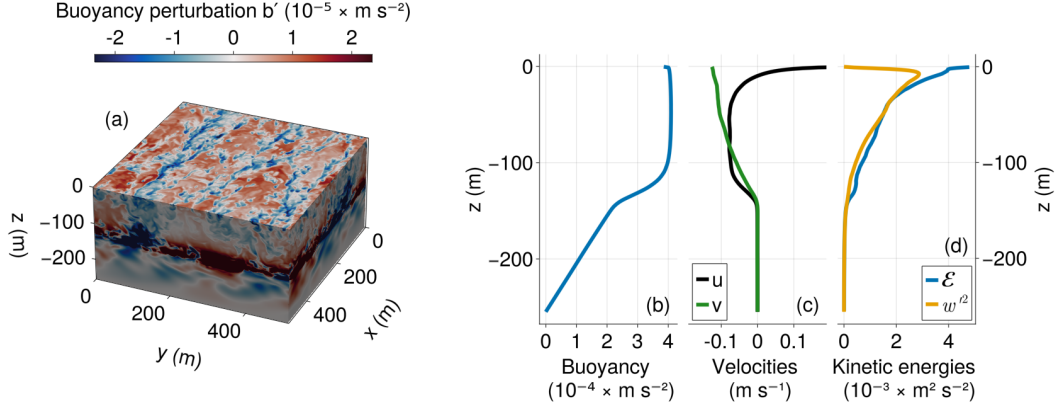 Buoyancy perturbation b′ (10⁻⁵ × m s⁻²)
-2 -1 0 1 2
(a)
0
−100
−200
z (m)
0
200
400
y (m)
0
200
400
x (m)
0
−100
−200
z (m)
(b)
0 1 2 3 4
Buoyancy
(10⁻⁴ × m s⁻²)
u
v
(c)
-0.1 0 0.1
Velocities
(m s⁻¹)
(d)
ℰ
w′²
0 2 4
Kinetic energies
(10⁻³ × m² s⁻²)
0
−100
−200
z (m)